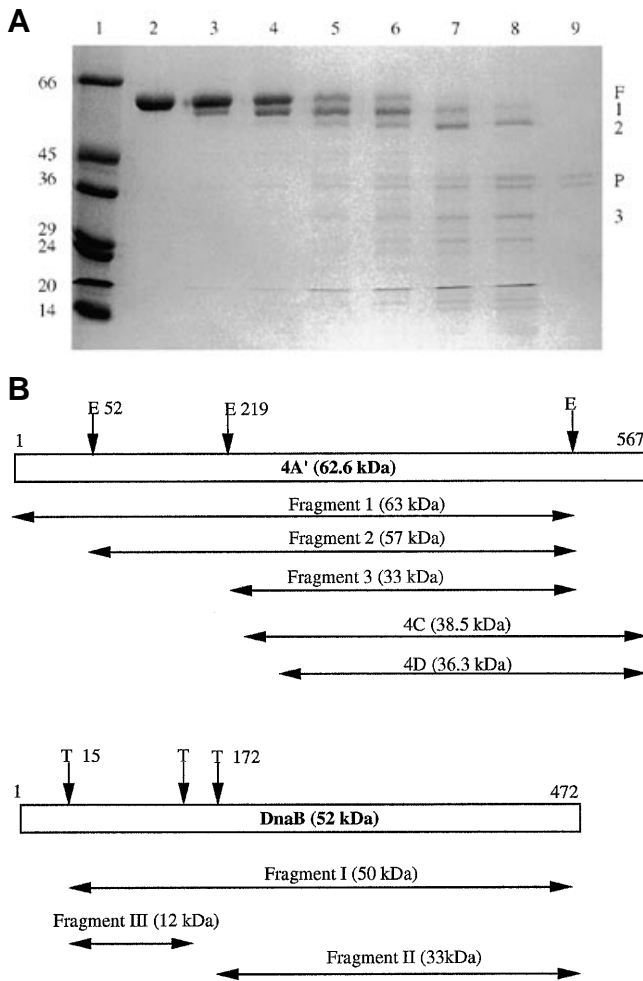 A
1 2 3 4 5 6 7 8 9
66
F
1
2
45
36
P
3
29
24
20
14
B
E 52 E 219 E
1 567
4A' (62.6 kDa)
Fragment 1 (63 kDa)
Fragment 2 (57 kDa)
Fragment 3 (33 kDa)
4C (38.5 kDa)
4D (36.3 kDa)
T 15 T T 172
1 472
DnaB (52 kDa)
Fragment I (50 kDa)
Fragment III (12 kDa)
Fragment II (33kDa)